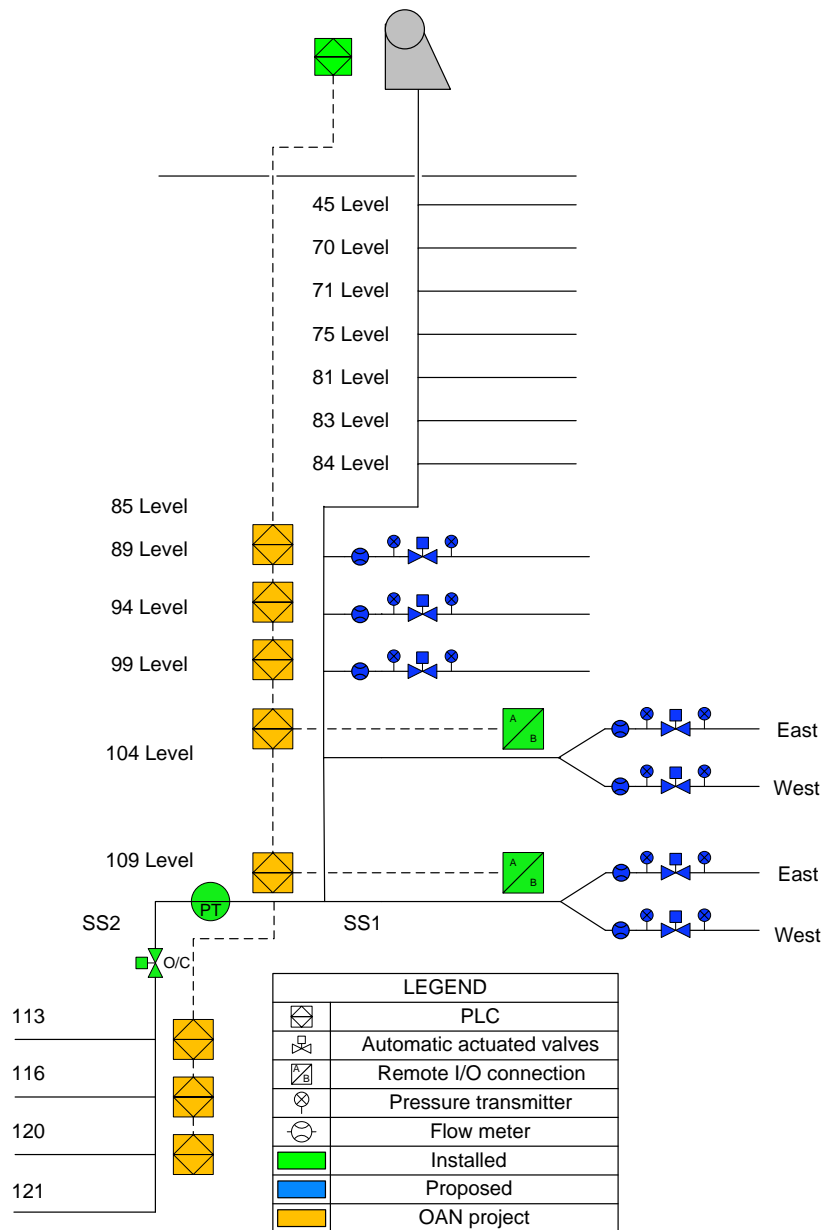 45 Level
70 Level
71 Level
75 Level
81 Level
83 Level
84 Level
85 Level
89 Level
94 Level
99 Level
A
B
East
104 Level
West
109 Level
A
B
East
PT
SS2
SS1
West
O/C
113
116
120
121
LEGEND
PLC
Automatic actuated valves
A
B
Remote I/O connection
Pressure transmitter
Flow meter
Installed
Proposed
OAN project